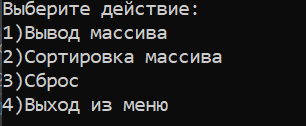 Выберите действие:
1)Вывод массива
2)Сортировка массива
3)Сброс
4)Выход из меню